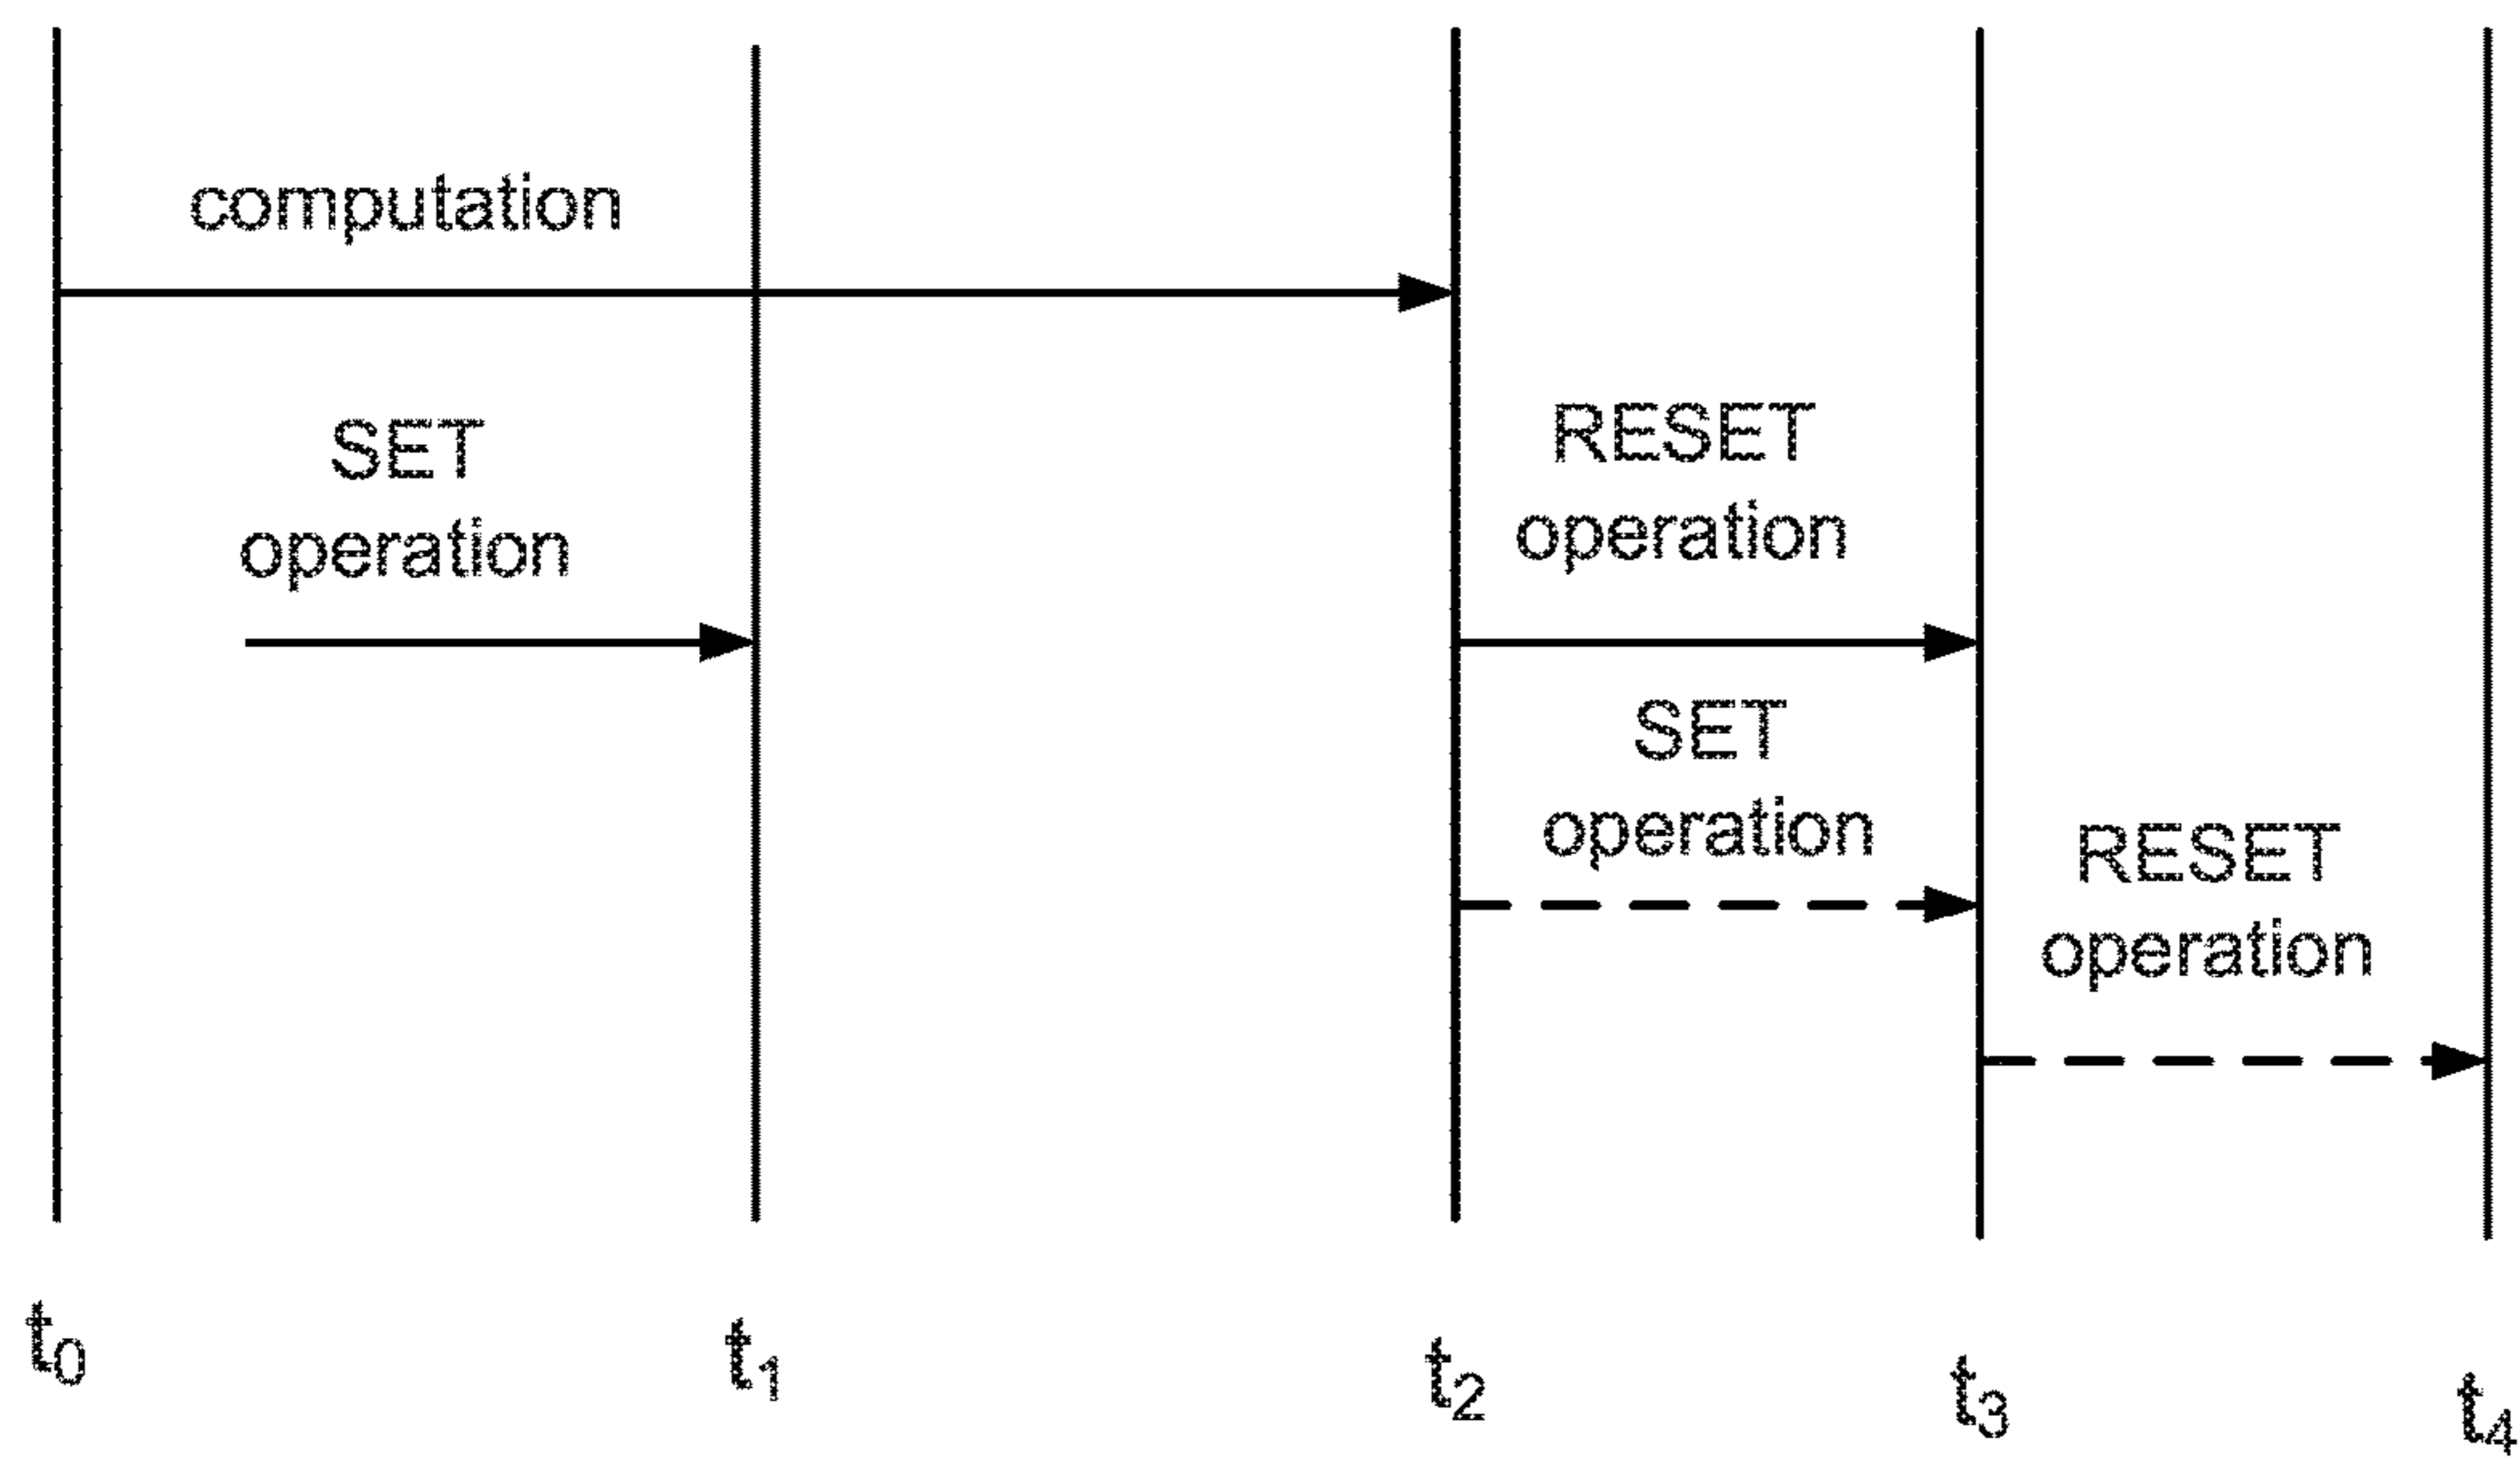 computation
SET
operation
RESET
operation
SET
operation
RESET
operation
t0
t1
t2
t3
t4